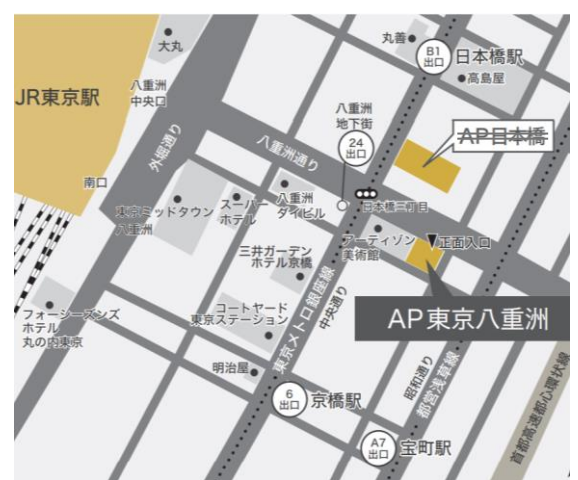 大丸
丸善
B1
出口
日本橋駅
高島屋
JR東京駅
八重洲
中央口
外堀通り
八重洲通り
八重洲
地下街
24
出口
AP日本橋
南口
東京ミッドタウン
八重洲
スーパー
ホテル
八重洲
ダイビル
日本橋三丁目
アーティゾン
美術館
正面入口
三井ガーデン
ホテル京橋
東京メトロ銀座線
中央通り
AP東京八重洲
フォーシーズンズ
ホテル
丸の内東京
コートヤード
東京ステーション
明治屋
昭和通り
都営浅草線
首都高速都心環状線
6
出口
京橋駅
A7
出口
宝町駅